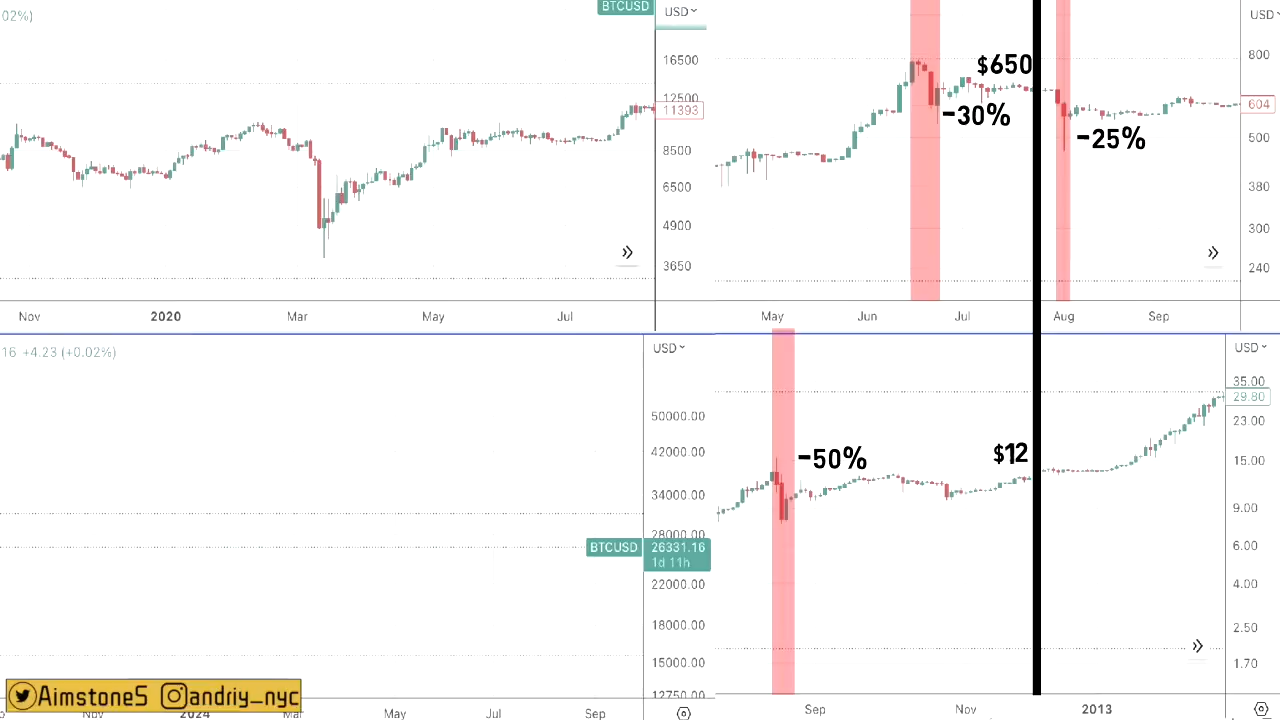 02%)
BTCUSD
USD
16500
12500
11393
8500
6500
4900
3650
Nov 2020 Mar May Jul
USD
800
$650
604
-30%
-25%
500
380
300
240
May Jun Jul Aug Sep
16 +4.23 (+0.02%)
USD
50000.00
42000.00
34000.00
28000.00
BTCUSD 26331.16
1d 11h
22000.00
18000.00
15000.00
12750.00
Nov 2024 Mar May Jul Sep
USD
35.00
29.80
23.00
-50%
$12
15.00
9.00
6.00
4.00
2.50
1.70
Sep Nov 2013
Aimstone5 andriy_nyc